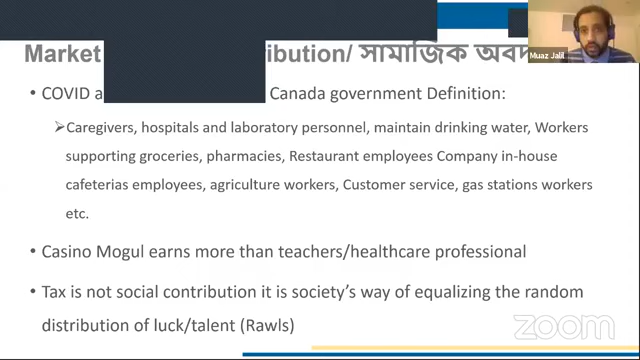 Market ribution/ সামাজিক অবদ
Muaz Jalil
• COVID a Canada government Definition:
➢Caregivers, hospitals and laboratory personnel, maintain drinking water, Workers
supporting groceries, pharmacies, Restaurant employees Company in-house
cafeterias employees, agriculture workers, Customer service, gas stations workers
etc.
• Casino Mogul earns more than teachers/healthcare professional
• Tax is not social contribution it is society's way of equalizing the random
distribution of luck/talent (Rawls)
zoom